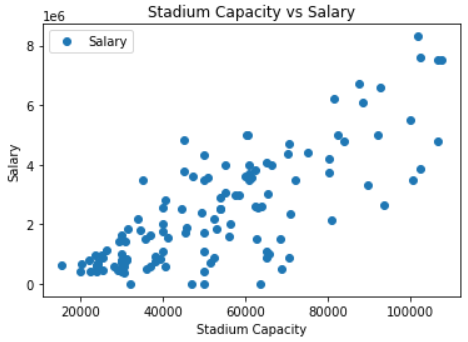 Stadium Capacity vs Salary
1e6
Salary
8
6
4
2
0
Salary
20000 40000 60000 80000 100000
Stadium Capacity